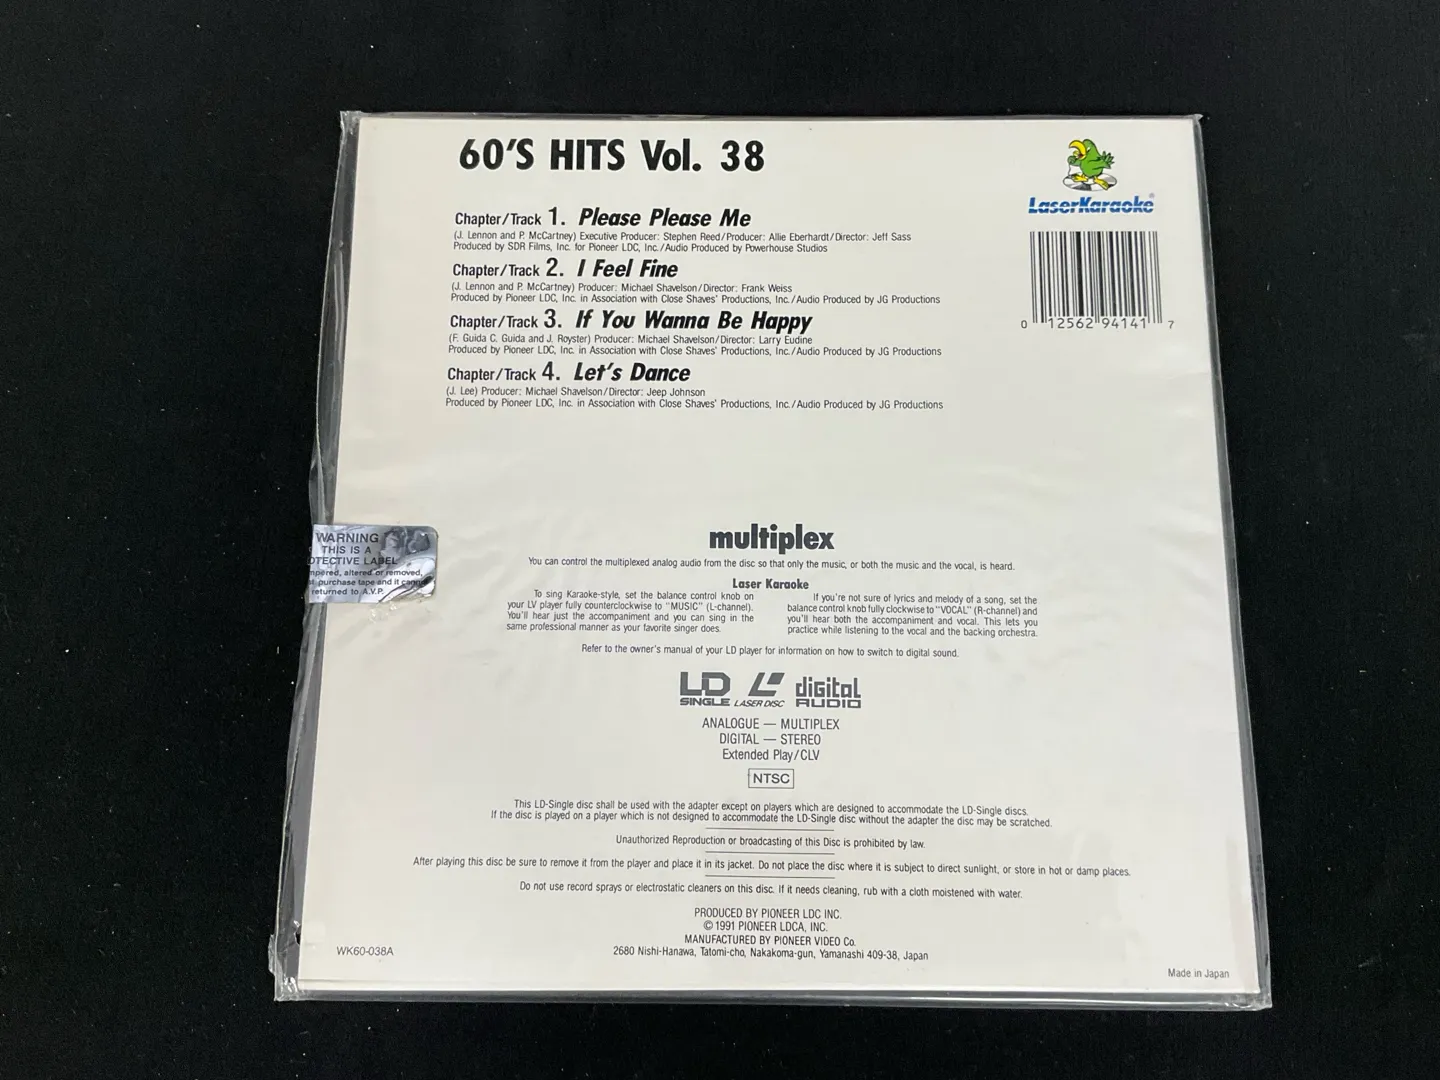 60'S HITS Vol. 38
LaserKaraoke®
Chapter/Track 1. Please Please Me
(J. Lennon and P. McCartney) Executive Producer: Stephen Reed/Producer: Allie Eberhardt/Director: Jeff Sass
Produced by SDR Films, Inc. for Pioneer LDC, Inc./Audio Produced by Powerhouse Studios
Chapter/Track 2. I Feel Fine
(J. Lennon and P. McCartney) Producer: Michael Shavelson/Director: Frank Weiss
Produced by Pioneer LDC, Inc. in Association with Close Shaves' Productions, Inc./Audio Produced by JG Productions
Chapter/Track 3. If You Wanna Be Happy
(F. Guida C. Guida and J. Royster) Producer: Michael Shavelson/Director: Larry Eudine
Produced by Pioneer LDC, Inc. in Association with Close Shaves' Productions, Inc./Audio Produced by JG Productions
Chapter/Track 4. Let's Dance
(J. Lee) Producer: Michael Shavelson/Director: Jeep Johnson
Produced by Pioneer LDC, Inc. in Association with Close Shaves' Productions, Inc./Audio Produced by JG Productions
0 12562 94141 7
WARNING
THIS IS A
OTECTIVE LABEL
mpered, altered or removed,
purchase tape and it
returned to A.V.P.
multiplex
You can control the multiplexed analog audio from the disc so that only the music, or both the music and the vocal, is heard.
Laser Karaoke
To sing Karaoke-style, set the balance control knob on
your LV player fully counterclockwise to "MUSIC" (L-channel).
You'll hear just the accompaniment and you can sing in the
same professional manner as your favorite singer does.
If you're not sure of lyrics and melody of a song, set the
balance control knob fully clockwise to "VOCAL" (R-channel) and
you'll hear both the accompaniment and vocal. This lets you
practice while listening to the vocal and the backing orchestra.
Refer to the owner's manual of your LD player for information on how to switch to digital sound.
LD SINGLE LASER DISC digital AUDIO
ANALOGUE — MULTIPLEX
DIGITAL — STEREO
Extended Play/CLV
NTSC
This LD-Single disc shall be used with the adapter except on players which are designed to accommodate the LD-Single discs.
If the disc is played on a player which is not designed to accommodate the LD-Single disc without the adapter the disc may be scratched.
Unauthorized Reproduction or broadcasting of this Disc is prohibited by law.
After playing this disc be sure to remove it from the player and place it in its jacket. Do not place the disc where it is subject to direct sunlight, or store in hot or damp places.
Do not use record sprays or electrostatic cleaners on this disc. If it needs cleaning, rub with a cloth moistened with water.
PRODUCED BY PIONEER LDC INC.
© 1991 PIONEER LDCA, INC.
MANUFACTURED BY PIONEER VIDEO Co.
2680 Nishi-Hanawa, Tatomi-cho, Nakakoma-gun, Yamanashi 409-38, Japan
WK60-038A
Made in Japan